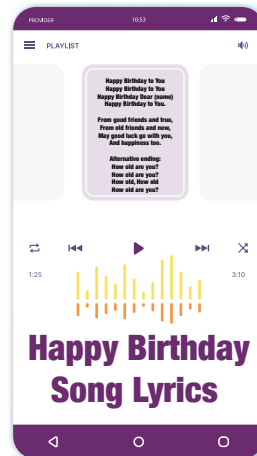 PROVIDER 10:53
PLAYLIST
Happy Birthday to You
Happy Birthday to You
Happy Birthday Dear (name)
Happy Birthday to You.
From good friends and true,
From old friends and new,
May good luck go with you,
And happiness too.
Alternative ending:
How old are you?
How old are you?
How old, How old
How old are you?
1:25 3:10
Happy Birthday
Song Lyrics